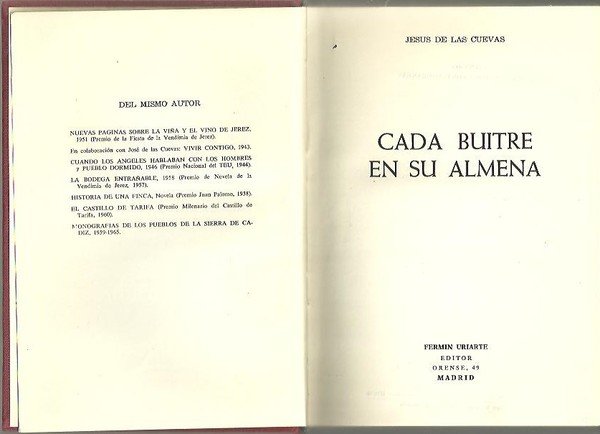 DEL MISMO AUTOR
NUEVAS PAGINAS SOBRE LA VIÑA Y EL VINO DE JEREZ,
1951 (Premio de la Fiesta de la Vendimia de Jerez).
En colaboración con José de las Cuevas: VIVIR CONTIGO, 1943.
CUANDO LOS ANGELES HABLABAN CON LOS HOMBRES
y PUEBLO DORMIDO, 1946 (Premio Nacional del TEU, 1944).
LA BODEGA ENTRAÑABLE, 1958 (Premio de Novela de la
Vendimia de Jerez, 1957).
HISTORIA DE UNA FINCA, Novela (Premio Juan Palomo, 1958).
EL CASTILLO DE TARIFA (Premio Milenario del Castillo de
Tarifa, 1960).
MONOGRAFIAS DE LOS PUEBLOS DE LA SIERRA DE CA-
DIZ, 1959-1965.
JESUS DE LAS CUEVAS
CADA BUITRE
EN SU ALMENA
FERMIN URIARTE
EDITOR
ORENSE, 49
MADRID